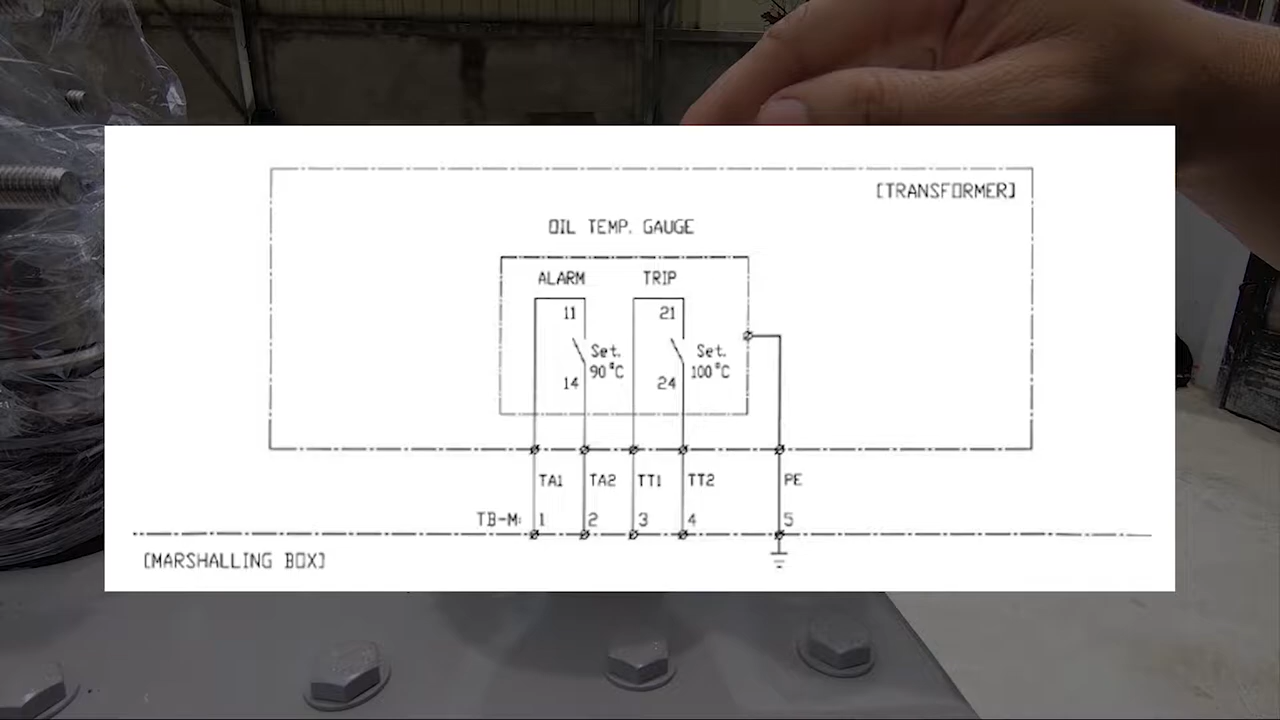 [TRANSFORMER]
OIL TEMP. GAUGE
ALARM TRIP
11 21
Set. Set.
90°C 100°C
14 24
TA1 TA2 TT1 TT2 PE
TB-M: 1 2 3 4 5
[MARSHALLING BOX]